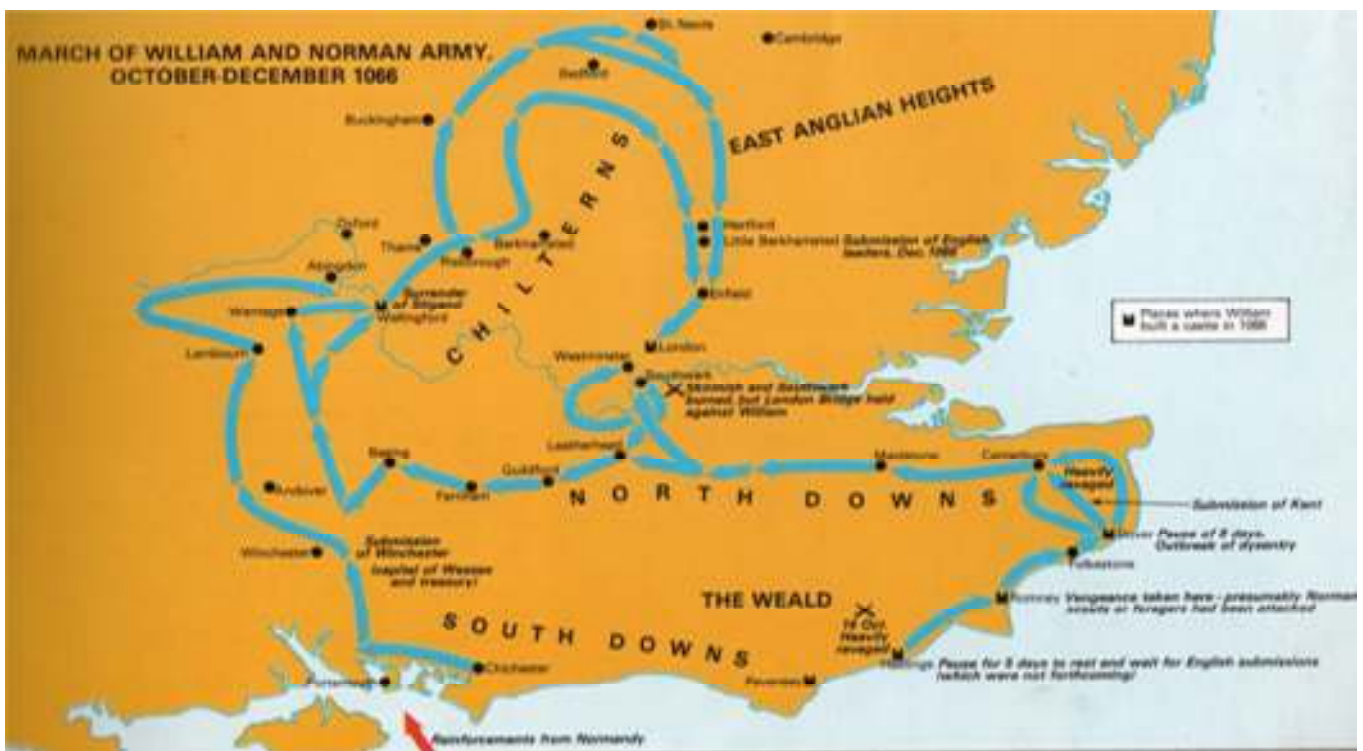 MARCH OF WILLIAM AND NORMAN ARMY,
OCTOBER-DECEMBER 1066
St. Neots
Cambridge
Bedford
Buckingham
EAST ANGLIAN HEIGHTS
CHILTERNS
Oxford
Thame
Risborough
Berkhamsted
Hertford
Little Berkhamsted Submission of English
leaders, Dec. 1066
Abingdon
Surrender
of Stigand
Wallingford
Enfield
Wantage
Places where William
built a castle in 1066
Lambourn
London
Westminster
Southwark
Skirmish and Southwark
burned, but London Bridge held
against William
Leatherhead
Basing
Guildford
Farnham
Maidstone
Canterbury
Heavily
ravaged
NORTH DOWNS
Andover
Submission of Kent
Dover Pause of 8 days.
Outbreak of dysentry
Folkestone
Winchester
Submission
of Winchester
(capital of Wessex
and treasury)
THE WEALD
Romney Vengeance taken here - presumably Norman
scouts or foragers had been attacked
Oct.
Heavily
ravaged
SOUTH DOWNS
Hastings Pause for 5 days to rest and wait for English submissions
(which were not forthcoming)
Chichester
Pevensey
Portsmouth
Reinforcements from Normandy